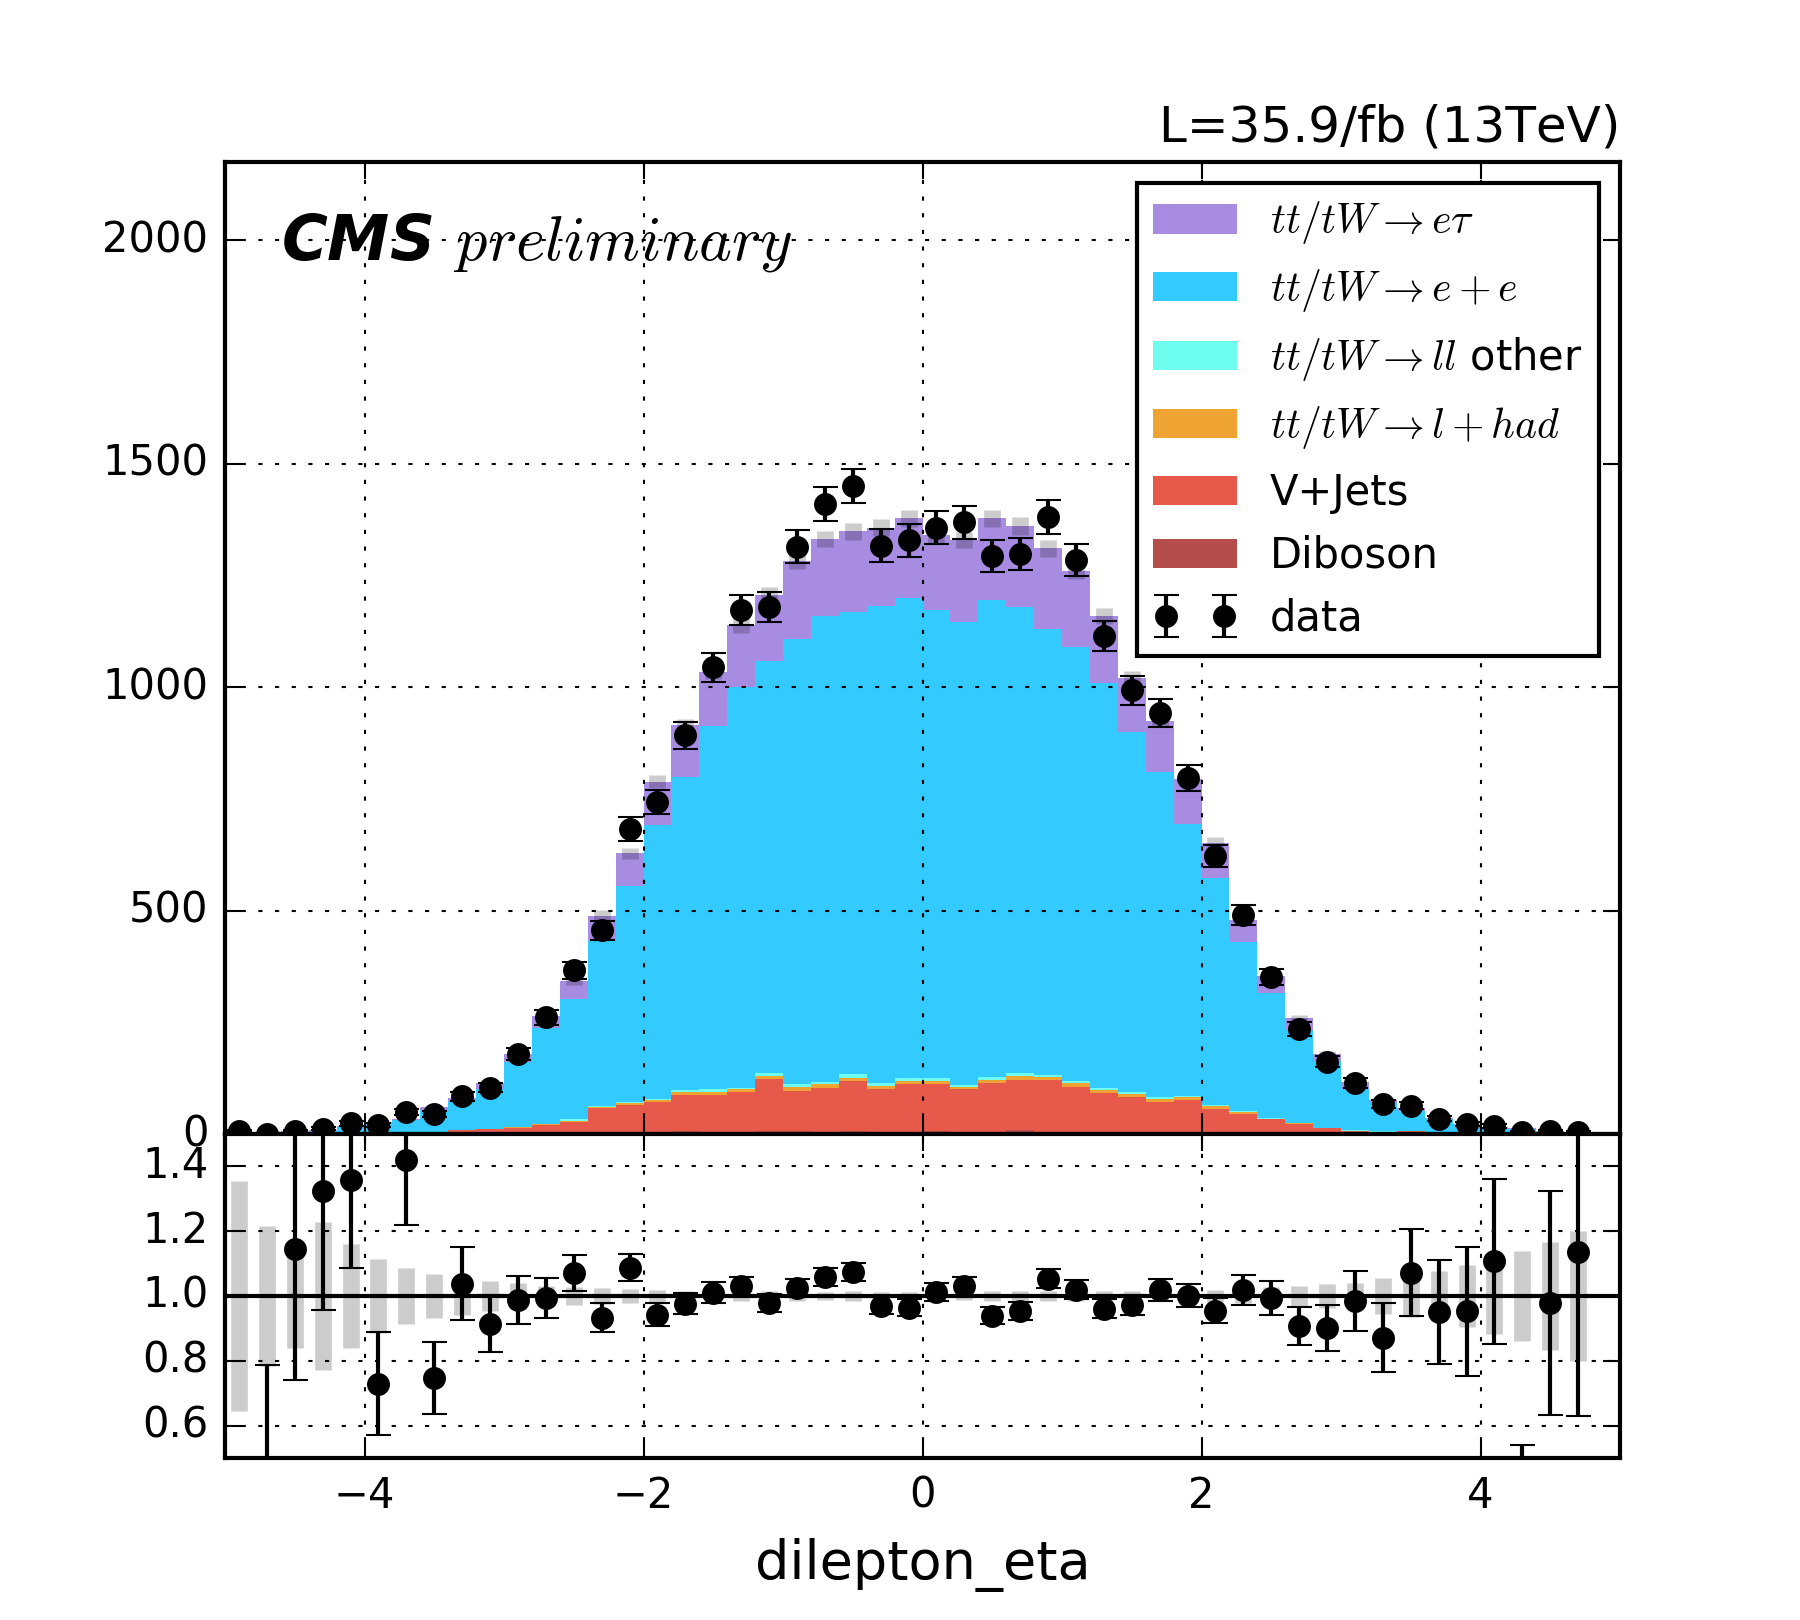 L=35.9/fb (13TeV)
CMS preliminary
tt/tW→eτ
tt/tW→e+e
tt/tW→ll other
tt/tW→l+had
V+Jets
Diboson
data
2000
1500
1000
500
0
1.4
1.2
1.0
0.8
0.6
−4 −2 0 2 4
dilepton_eta